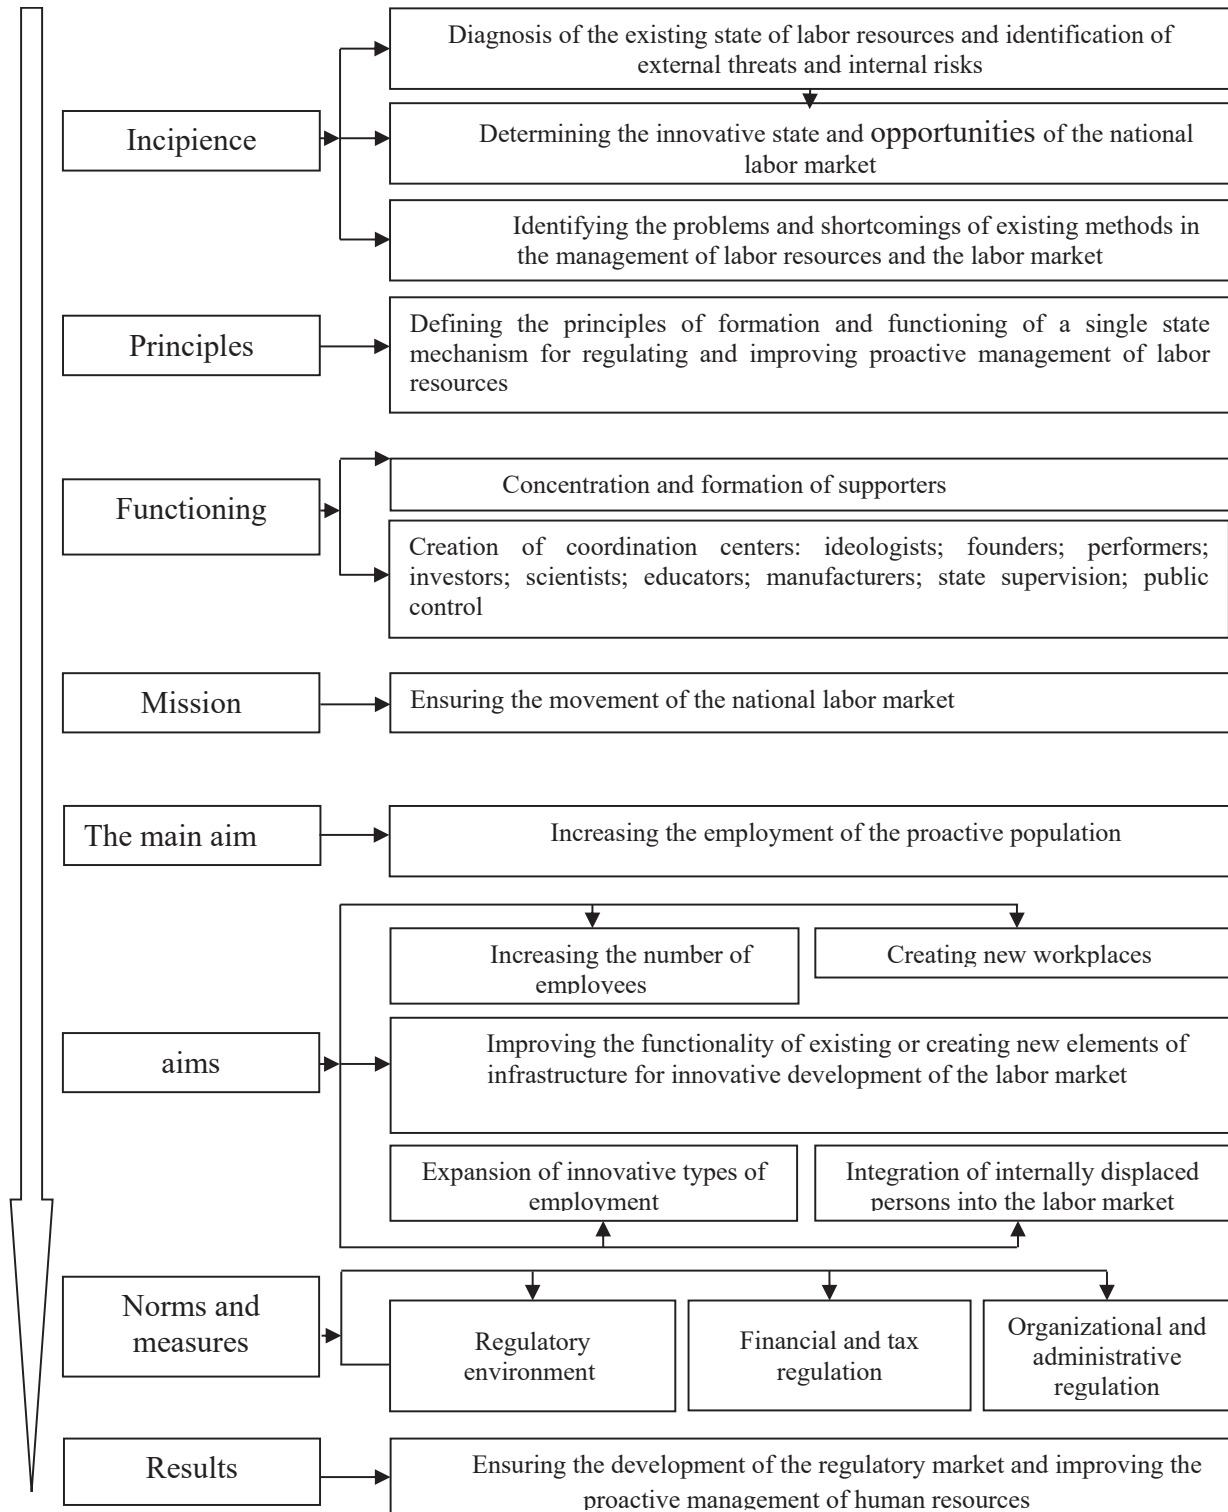 Diagnosis of the existing state of labor resources and identification of
external threats and internal risks
Incipience
Determining the innovative state and opportunities of the national
labor market
Identifying the problems and shortcomings of existing methods in
the management of labor resources and the labor market
Principles
Defining the principles of formation and functioning of a single state
mechanism for regulating and improving proactive management of labor
resources
Functioning
Concentration and formation of supporters
Creation of coordination centers: ideologists; founders; performers;
investors; scientists; educators; manufacturers; state supervision; public
control
Mission
Ensuring the movement of the national labor market
The main aim
Increasing the employment of the proactive population
Increasing the number of
employees
Creating new workplaces
aims
Improving the functionality of existing or creating new elements of
infrastructure for innovative development of the labor market
Expansion of innovative types of
employment
Integration of internally displaced
persons into the labor market
Norms and
measures
Regulatory
environment
Financial and tax
regulation
Organizational and
administrative
regulation
Results
Ensuring the development of the regulatory market and improving the
proactive management of human resources